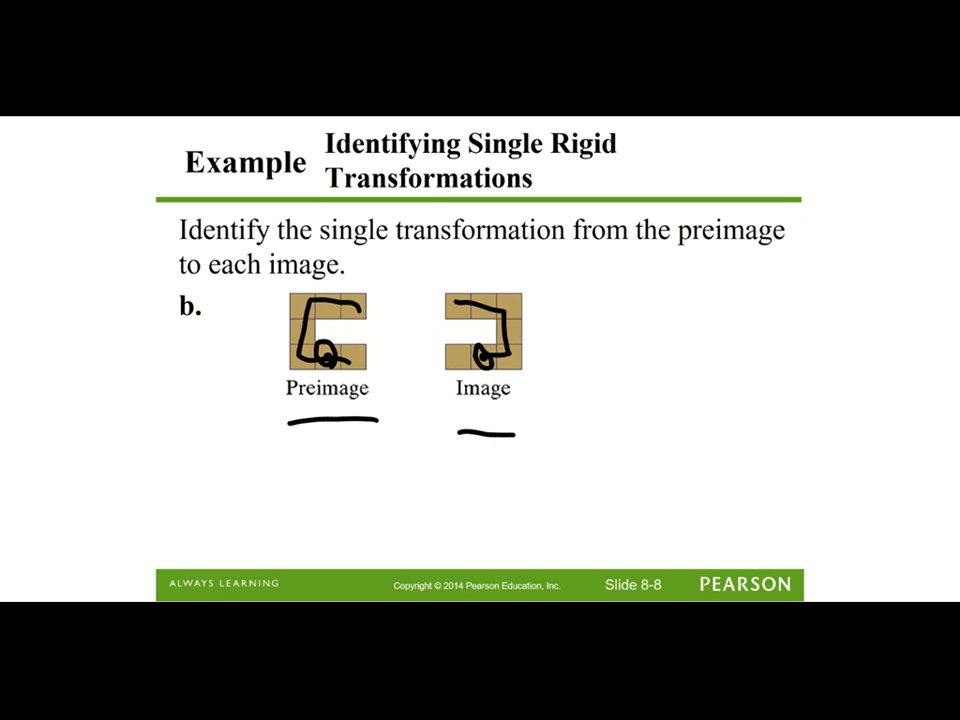 Example
Identifying Single Rigid
Transformations
Identify the single transformation from the preimage
to each image.
b.
Preimage
Image
ALWAYS LEARNING
Copyright © 2014 Pearson Education, Inc.
Slide 8-8
PEARSON